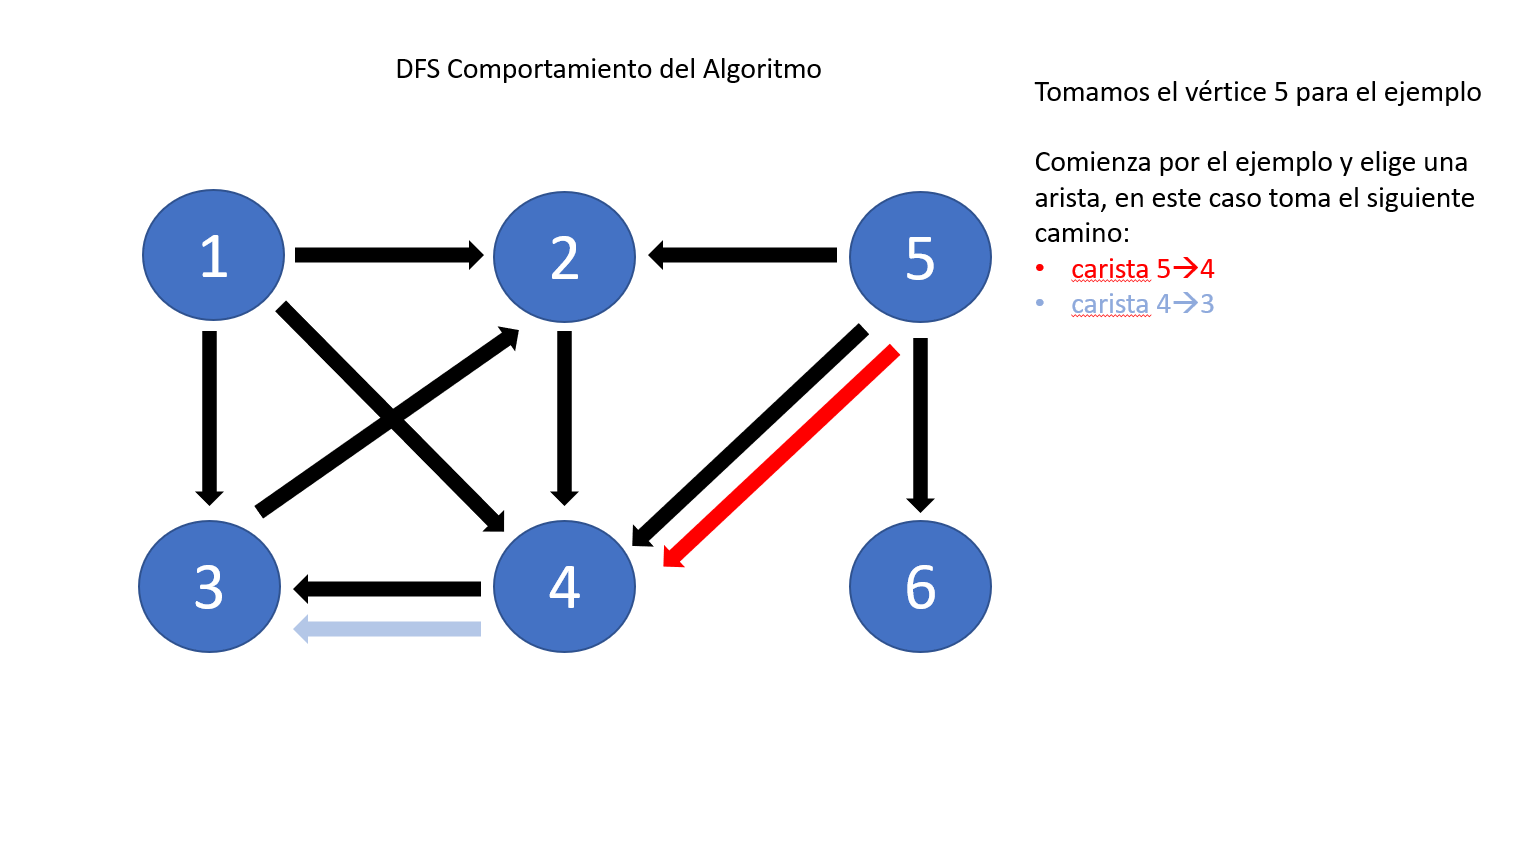 DFS Comportamiento del Algoritmo
Tomamos el vértice 5 para el ejemplo
Comienza por el ejemplo y elige una
arista, en este caso toma el siguiente
camino:
• carista 5→4
• carista 4→3
1
2
5
3
4
6